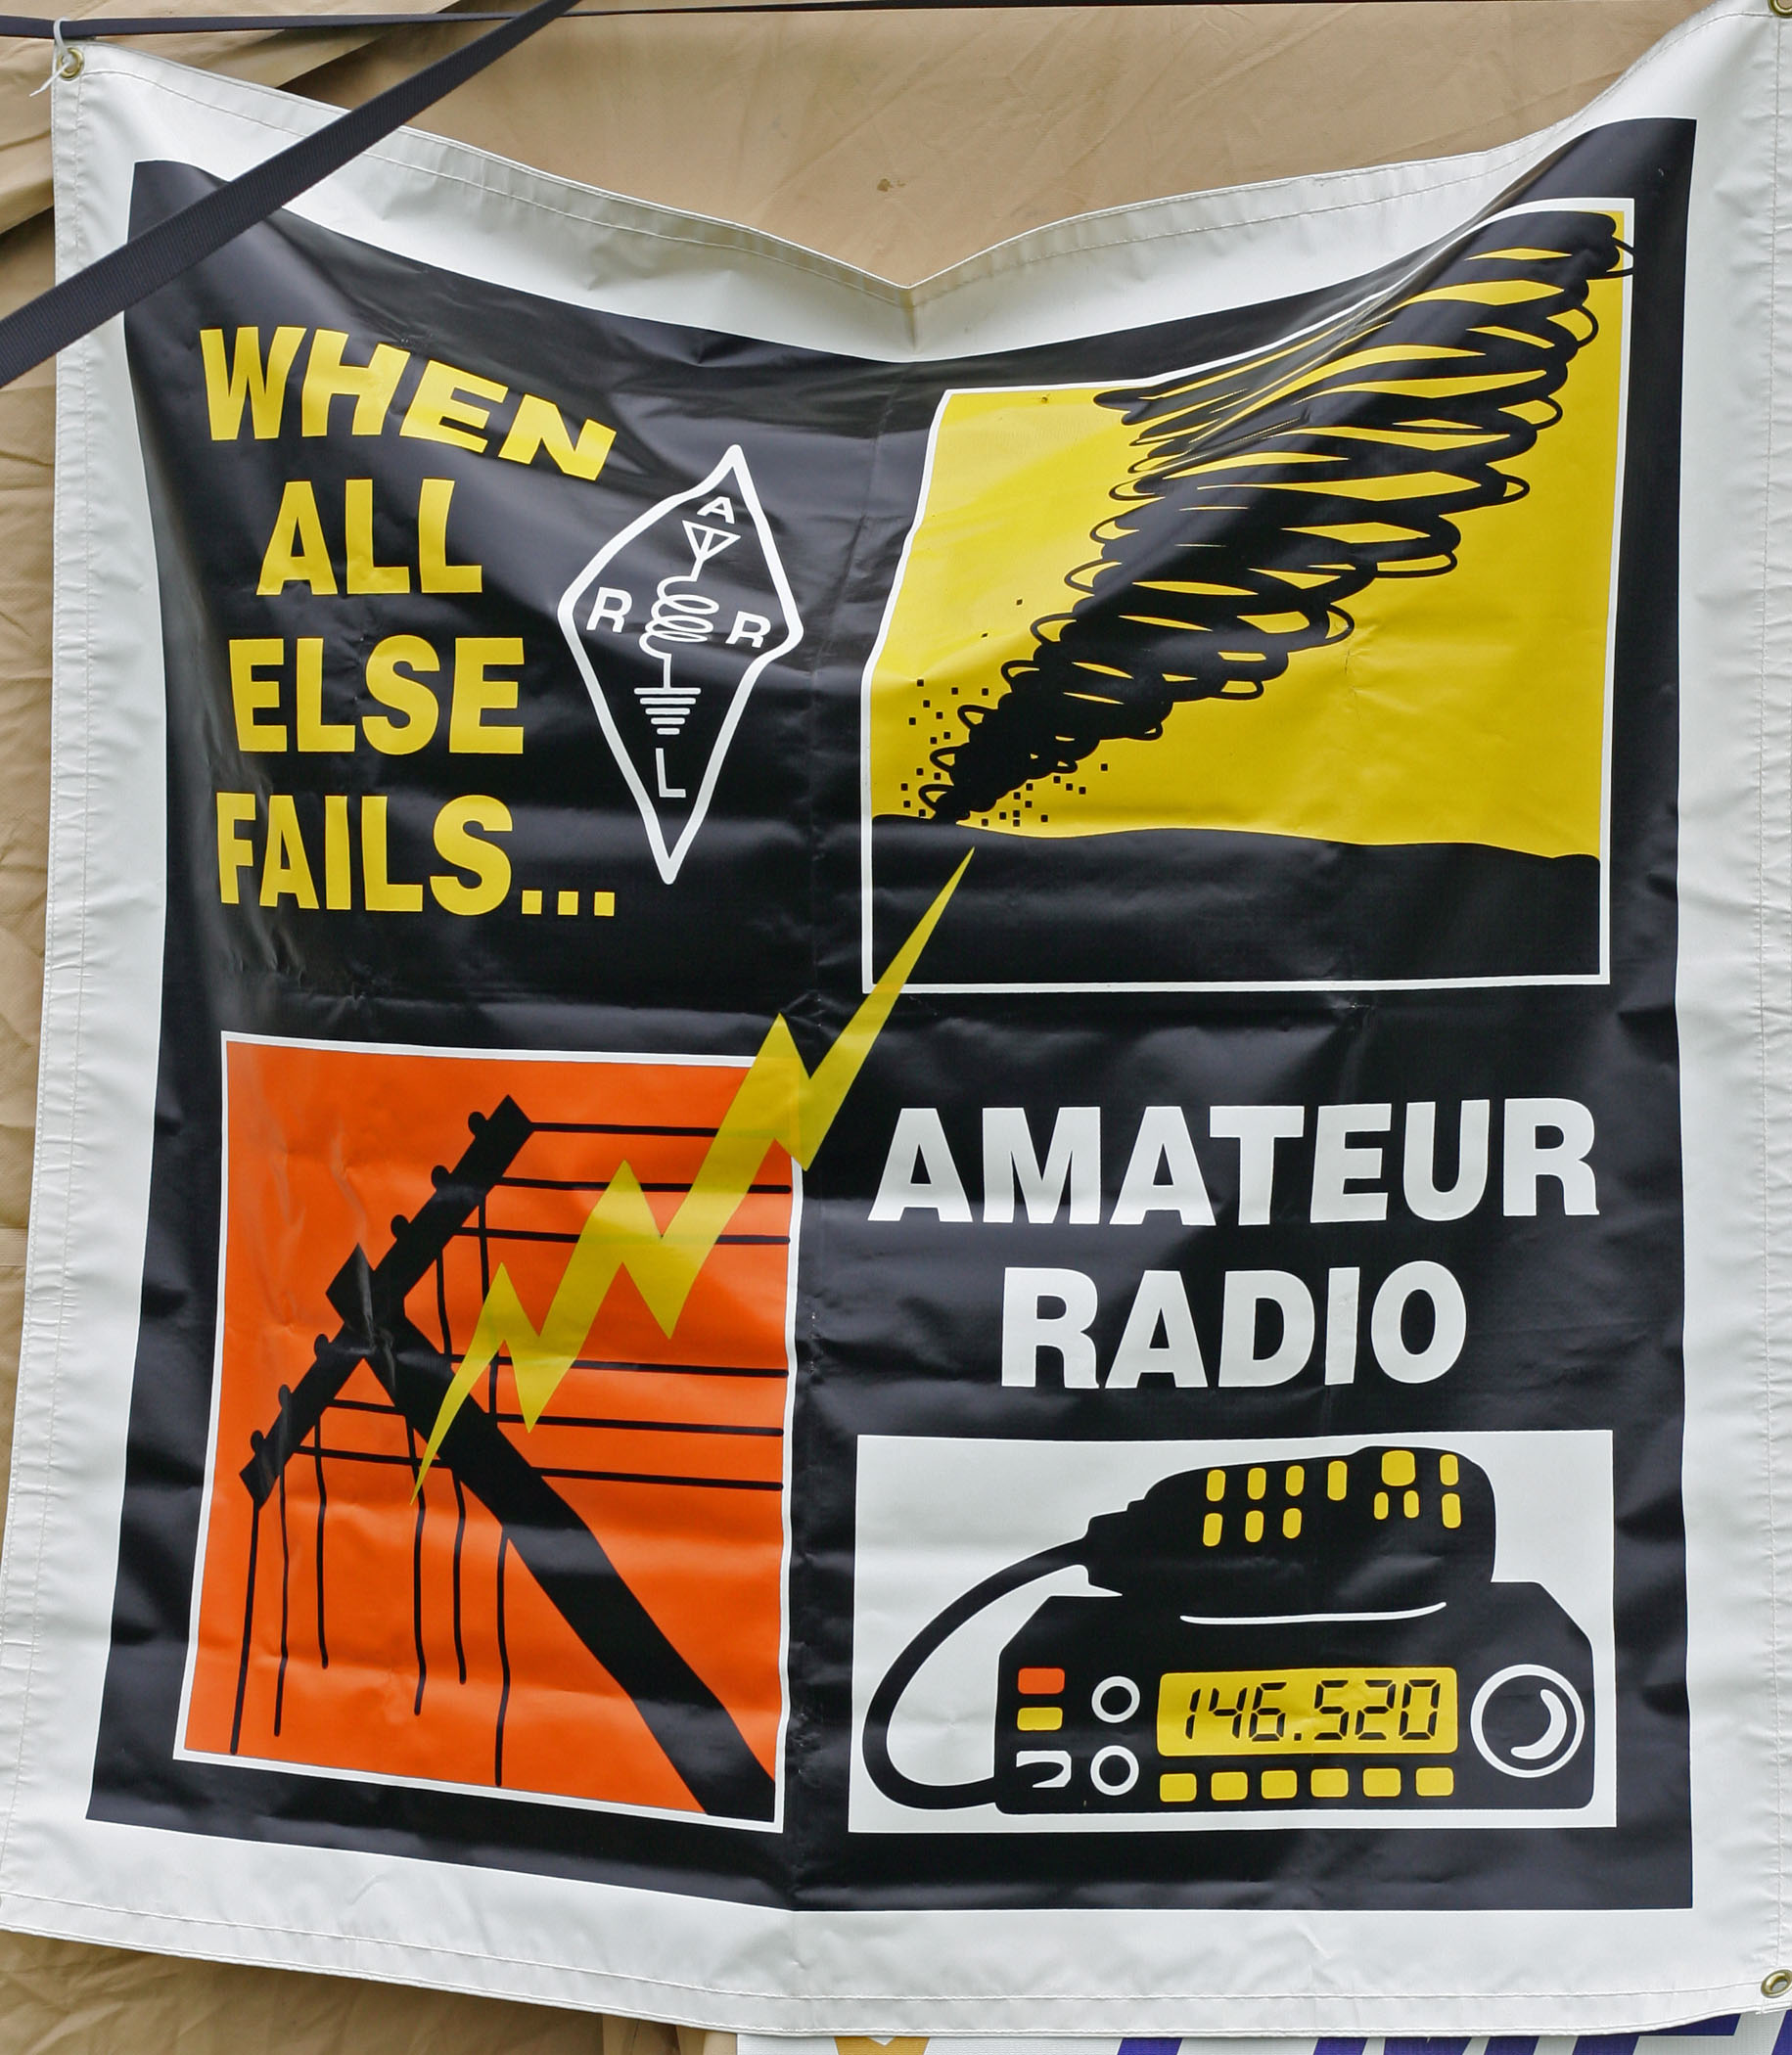 WHEN
ALL
ELSE
FAILS...
A
R R
L
AMATEUR
RADIO
146.520